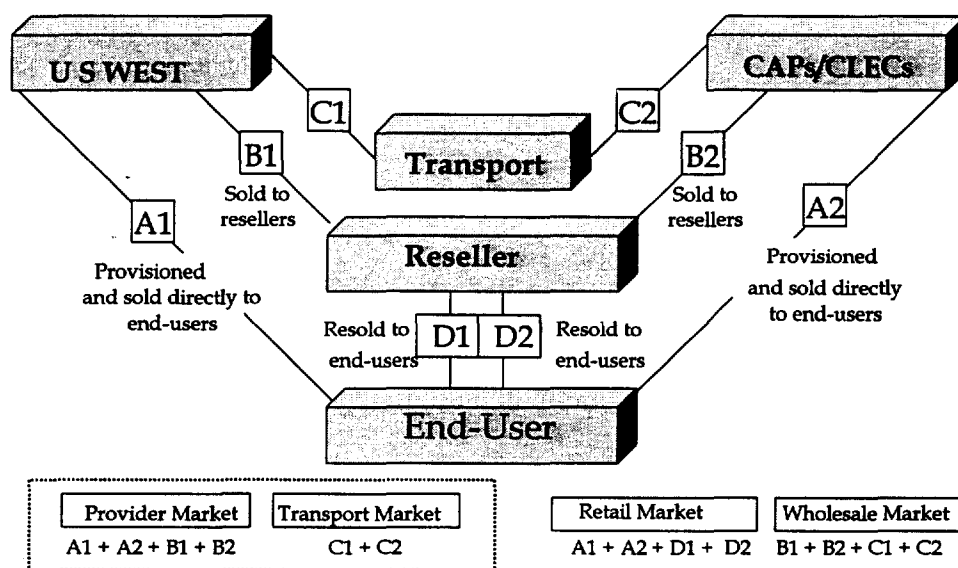 U S WEST
CAPs/CLECs
C1
C2
Transport
B1
B2
Sold to
resellers
Sold to
resellers
A1
A2
Reseller
Provisioned
and sold directly to
end-users
Provisioned
and sold directly
to end-users
Resold to
end-users
D1 D2
Resold to
end-users
End-User
Provider Market
Transport Market
Retail Market
Wholesale Market
A1 + A2 + B1 + B2
C1 + C2
A1 + A2 + D1 + D2
B1 + B2 + C1 + C2